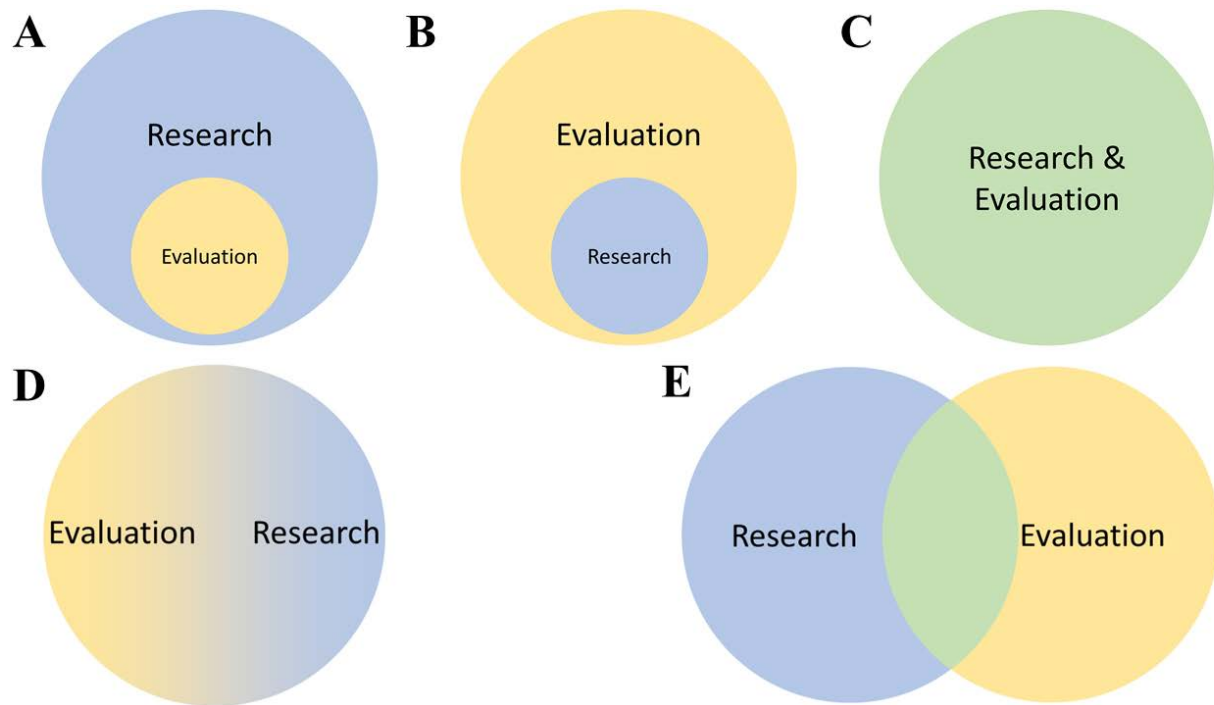 A
Research
Evaluation
B
Evaluation
Research
C
Research &
Evaluation
D
Evaluation
Research
E
Research
Evaluation